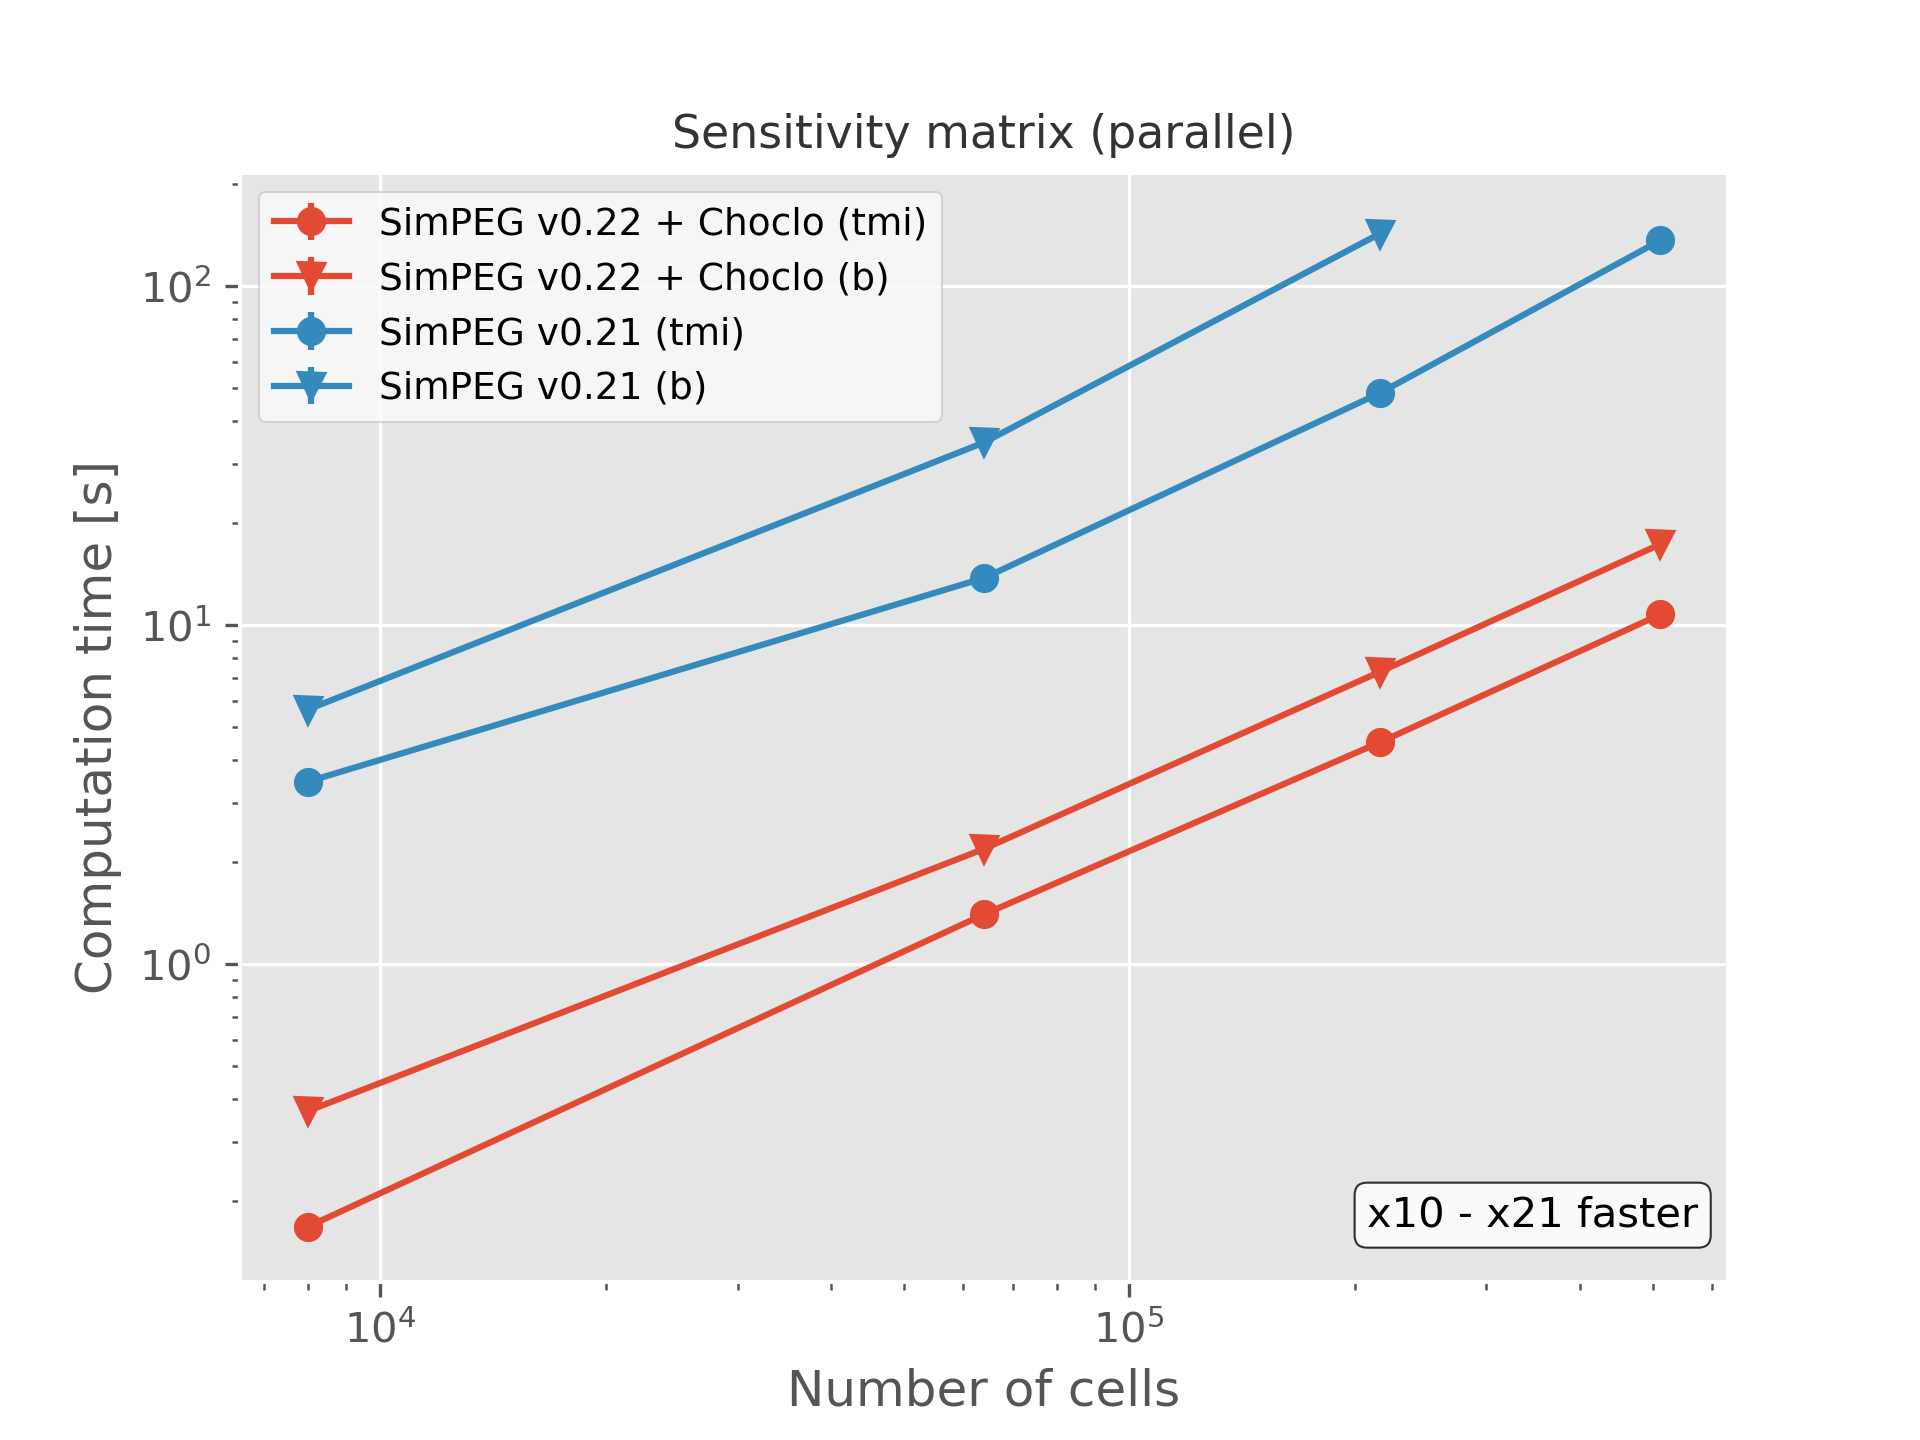 Sensitivity matrix (parallel)
SimPEG v0.22 + Choclo (tmi)
SimPEG v0.22 + Choclo (b)
SimPEG v0.21 (tmi)
SimPEG v0.21 (b)
10²
10¹
10⁰
Computation time [s]
x10 - x21 faster
10⁴
10⁵
Number of cells